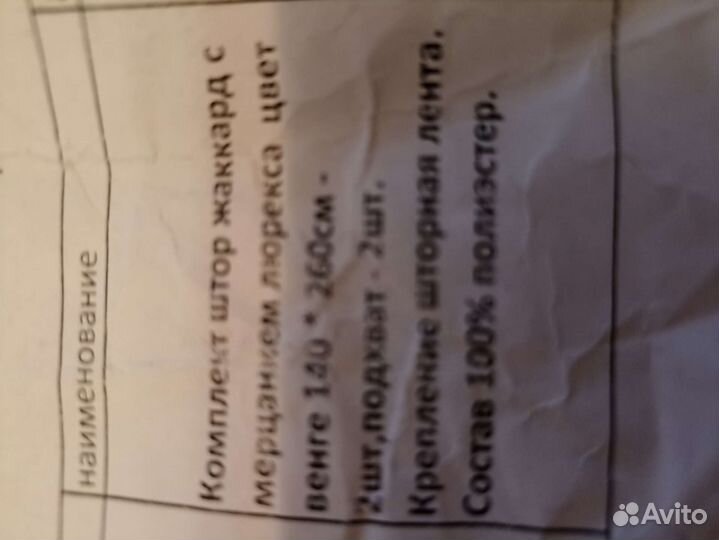 наименование
Комплект штор жаккард с
мерцанием люрекса цвет
венге 140 * 260см -
2шт,подхват - 2шт.
Крепление шторная лента.
Состав 100% полиэстер.
Avito